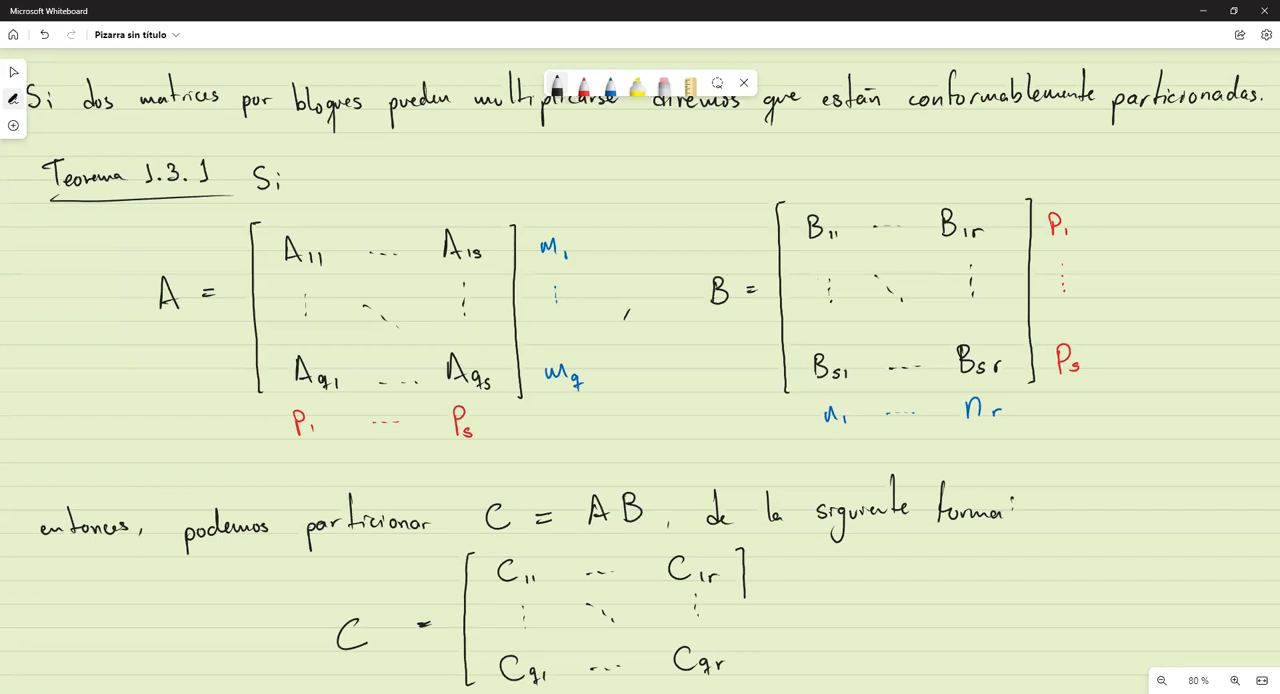 Microsoft Whiteboard
Pizarra sin título
Si dos matrices por bloques pueden multiplicarse diremos que están conformablemente particionadas.
Teorema 1.3.1 Si
A = [ A11 ... A1s ] m1 , B = [ B11 ... B1r ] p1
⋮ ⋱ ⋮ ⋮ ⋮ ⋱ ⋮ ⋮
Aq1 ... Aqs mq Bs1 ... Bsr ps
p1 ... ps n1 ... nr
entonces, podemos particionar C = AB, de la siguiente forma:
C = [ C11 ... C1r ]
⋮ ⋱ ⋮
Cq1 ... Cqr
80 %